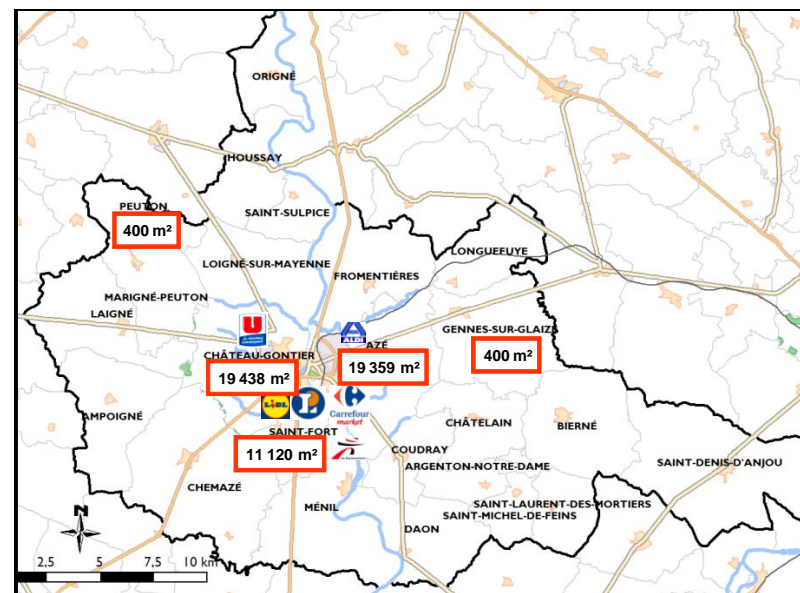 ORIGNÉ
HOUSSAY
PEUTON
400 m²
SAINT-SULPICE
LONGUEFUYE
LOIGNÉ-SUR-MAYENNE
FROMENTIÈRES
MARIGNÉ-PEUTON
LAIGNÉ
U
ALDI
AZÉ
GENNES-SUR-GLAIZE
400 m²
CHÂTEAU-GONTIER
19 438 m²
19 359 m²
LIDL
Carrefour
market
AMPOIGNÉ
SAINT-FORT
CHÂTELAIN
BIERNÉ
11 120 m²
COUDRAY
ARGENTON-NOTRE-DAME
SAINT-DENIS-D'ANJOU
CHEMAZÉ
MÉNIL
SAINT-LAURENT-DES-MORTIERS
SAINT-MICHEL-DE-FEINS
DAON
N
2,5 5 7,5 10 km